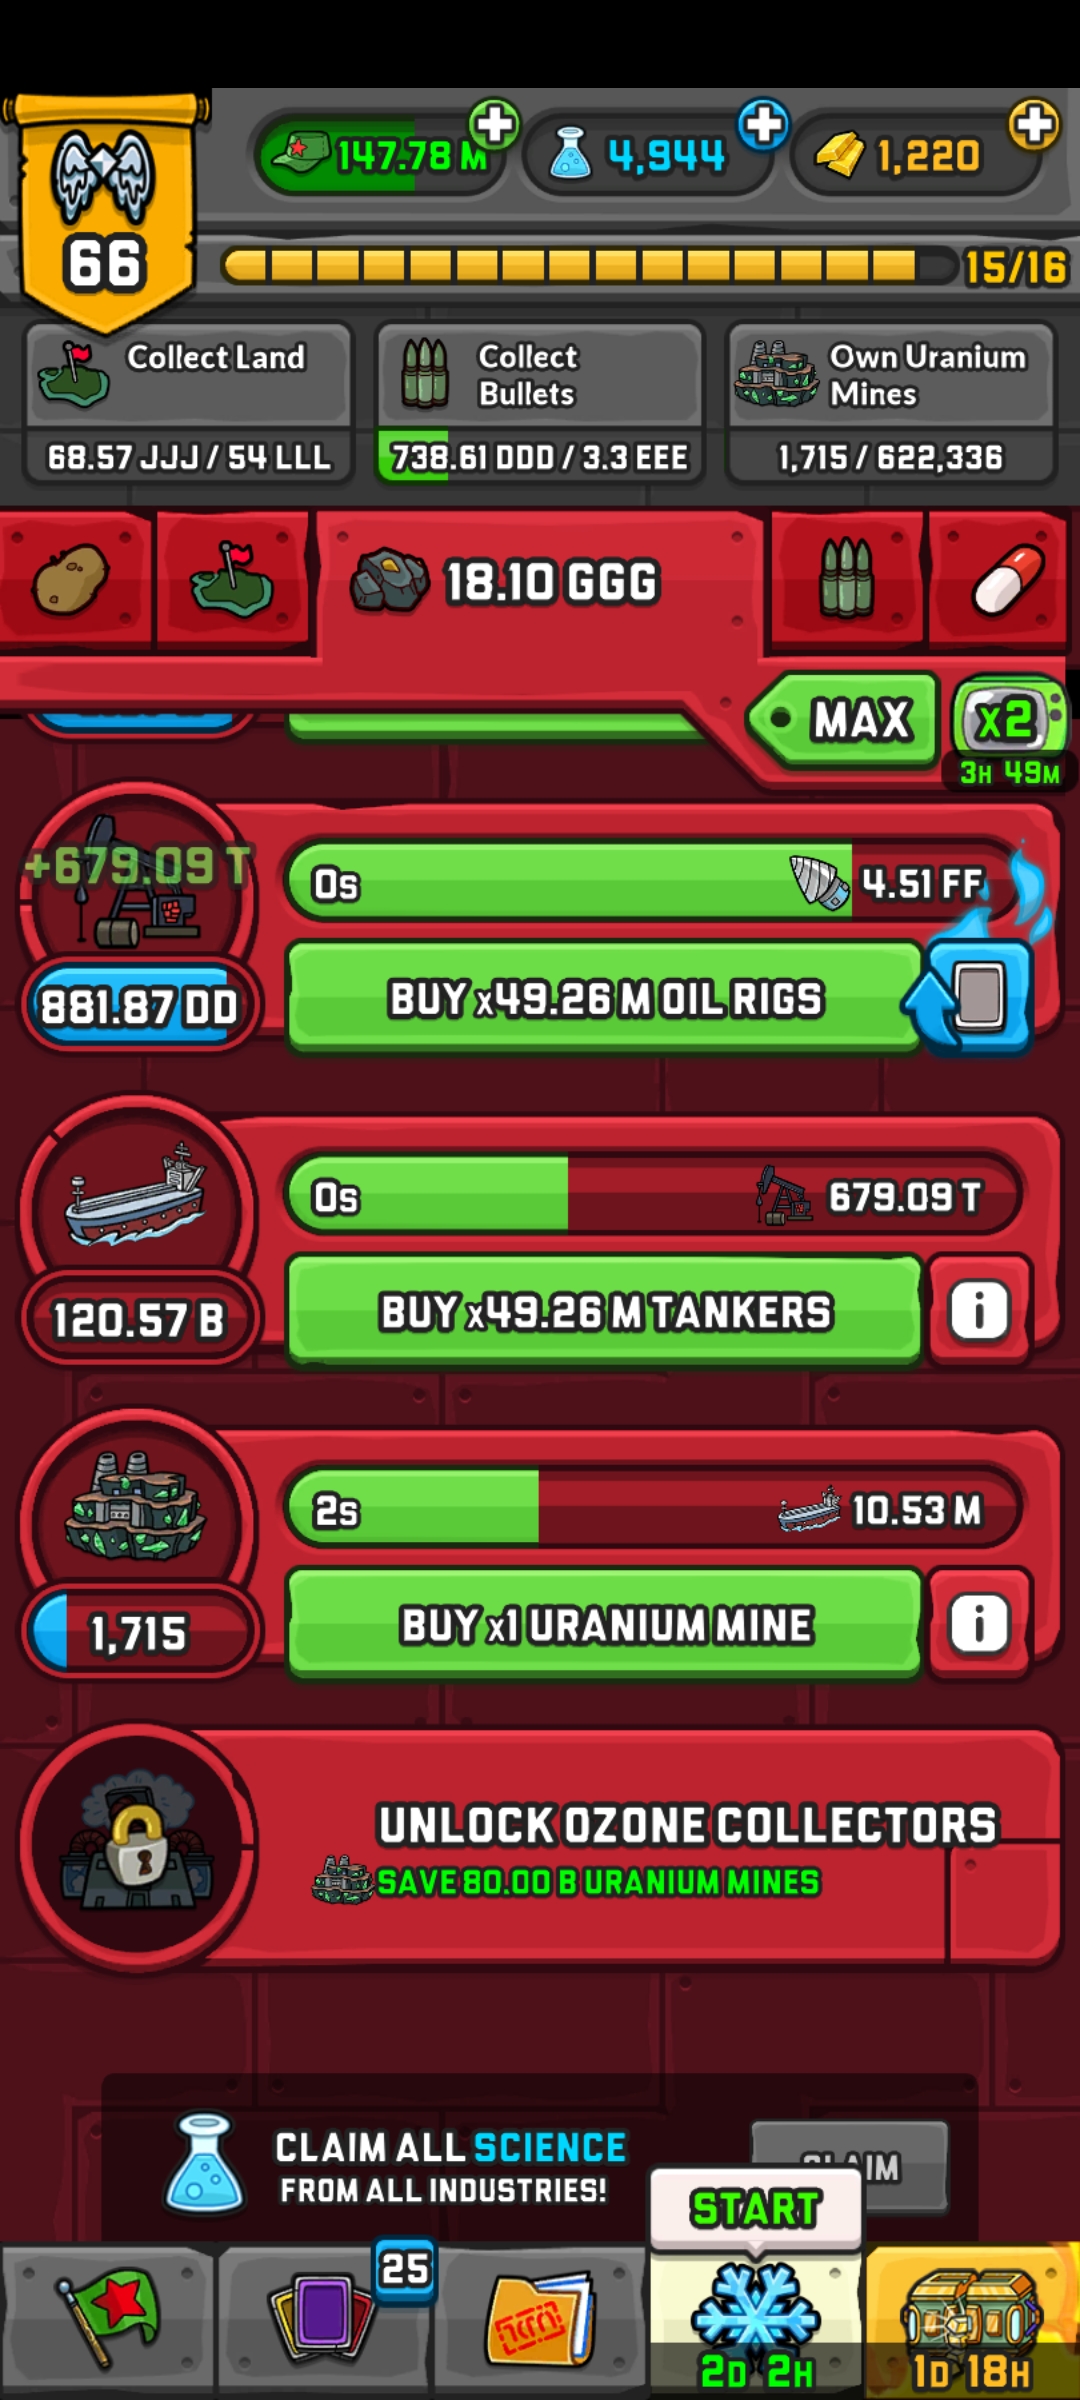 147.78 M
4,944
1,220
66
15/16
Collect Land
68.57 JJJ / 54 LLL
Collect
Bullets
738.61 DDD / 3.3 EEE
Own Uranium
Mines
1,715 / 622,336
18.10 GGG
MAX
x2
3H 49M
+679.09 T
0s
4.51 FF
881.87 DD
BUY x49.26 M OIL RIGS
0s
679.09 T
120.57 B
BUY x49.26 M TANKERS
i
2s
10.53 M
1,715
BUY x1 URANIUM MINE
i
UNLOCK OZONE COLLECTORS
SAVE 80.00 B URANIUM MINES
CLAIM ALL SCIENCE
FROM ALL INDUSTRIES!
CLAIM
START
25
2D 2H
1D 18H